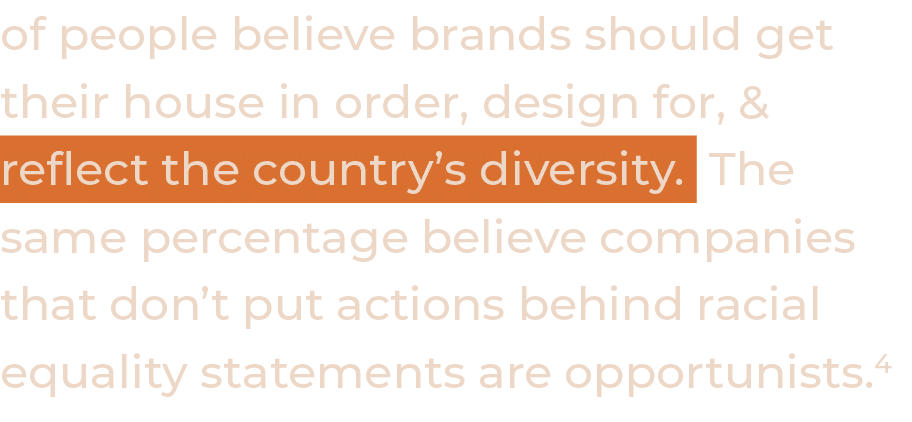 of people believe brands should get
their house in order, design for, &
reflect the country’s diversity. The
same percentage believe companies
that don’t put actions behind racial
equality statements are opportunists.⁴